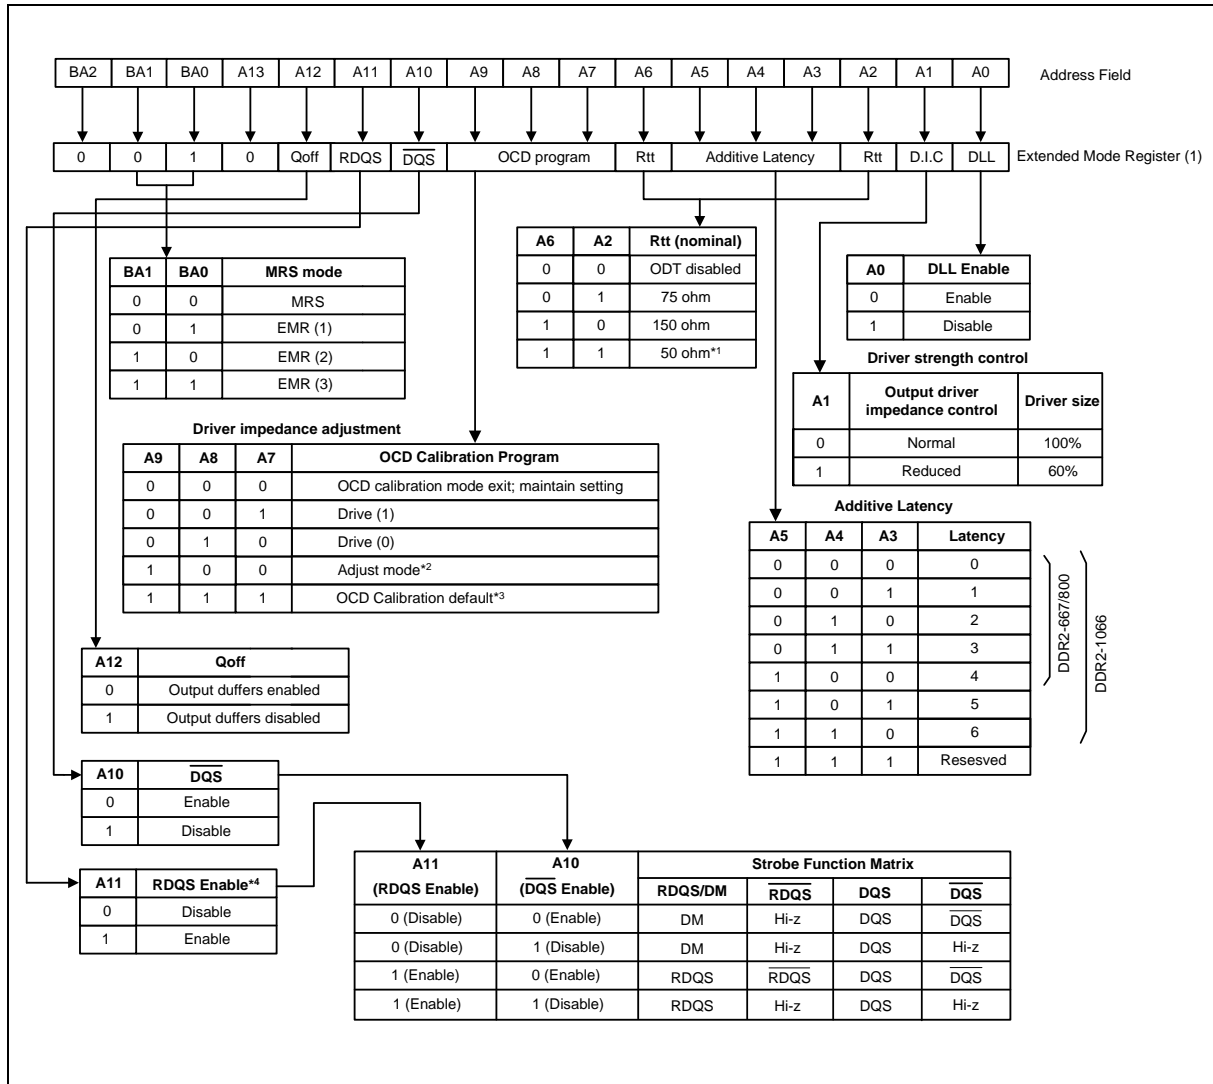 BA2 BA1 BA0 A13 A12 A11 A10 A9 A8 A7 A6 A5 A4 A3 A2 A1 A0 Address Field
0 0 1 0 Qoff RDQS D̅Q̅S̅ OCD program Rtt Additive Latency Rtt D.I.C DLL Extended Mode Register (1)
BA1 BA0 MRS mode
0 0 MRS
0 1 EMR (1)
1 0 EMR (2)
1 1 EMR (3)
A6 A2 Rtt (nominal)
0 0 ODT disabled
0 1 75 ohm
1 0 150 ohm
1 1 50 ohm*1
A0 DLL Enable
0 Enable
1 Disable
Driver strength control
A1 Output driver impedance control Driver size
0 Normal 100%
1 Reduced 60%
Driver impedance adjustment
A9 A8 A7 OCD Calibration Program
0 0 0 OCD calibration mode exit; maintain setting
0 0 1 Drive (1)
0 1 0 Drive (0)
1 0 0 Adjust mode*2
1 1 1 OCD Calibration default*3
Additive Latency
A5 A4 A3 Latency
0 0 0 0
0 0 1 1
0 1 0 2
0 1 1 3
1 0 0 4
1 0 1 5
1 1 0 6
1 1 1 Resesved
DDR2-667/800
DDR2-1066
A12 Qoff
0 Output duffers enabled
1 Output duffers disabled
A10 D̅Q̅S̅
0 Enable
1 Disable
A11 RDQS Enable*4
0 Disable
1 Enable
A11 (RDQS Enable) A10 (D̅Q̅S̅ Enable) Strobe Function Matrix
RDQS/DM R̅D̅Q̅S̅ DQS D̅Q̅S̅
0 (Disable) 0 (Enable) DM Hi-z DQS D̅Q̅S̅
0 (Disable) 1 (Disable) DM Hi-z DQS Hi-z
1 (Enable) 0 (Enable) RDQS R̅D̅Q̅S̅ DQS D̅Q̅S̅
1 (Enable) 1 (Disable) RDQS Hi-z DQS Hi-z